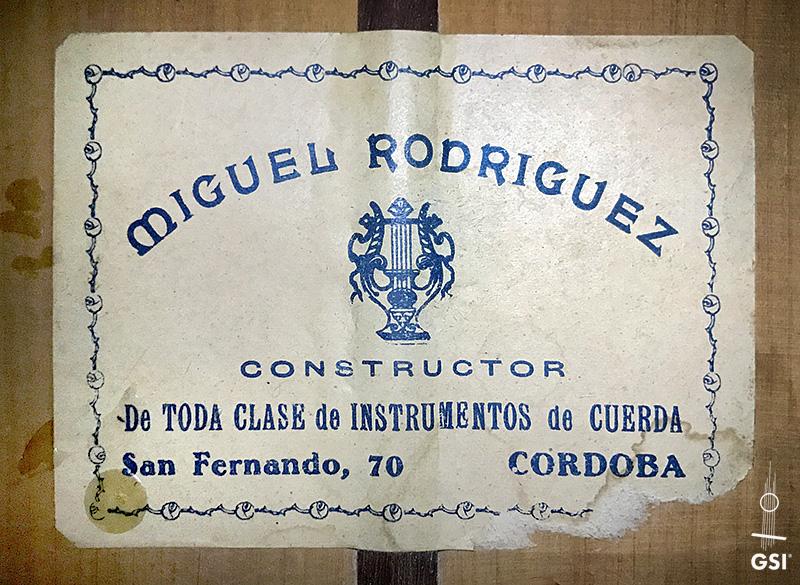 MIGUEL RODRIGUEZ
CONSTRUCTOR
De TODA CLASE de INSTRUMENTOS de CUERDA
San Fernando, 70 CORDOBA
GSI